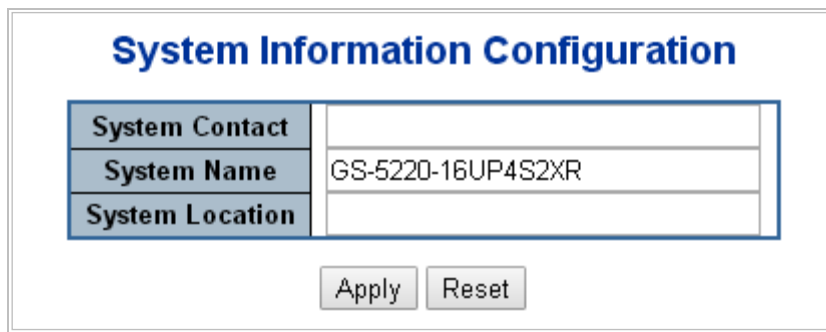 System Information Configuration
System Contact
System Name GS-5220-16UP4S2XR
System Location
Apply Reset